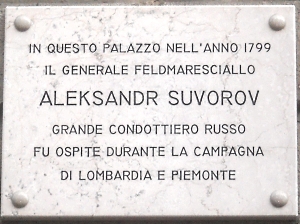 IN QUESTO PALAZZO NELL'ANNO 1799
IL GENERALE FELDMARESCIALLO
ALEKSANDR SUVOROV
GRANDE CONDOTTIERO RUSSO
FU OSPITE DURANTE LA CAMPAGNA
DI LOMBARDIA E PIEMONTE